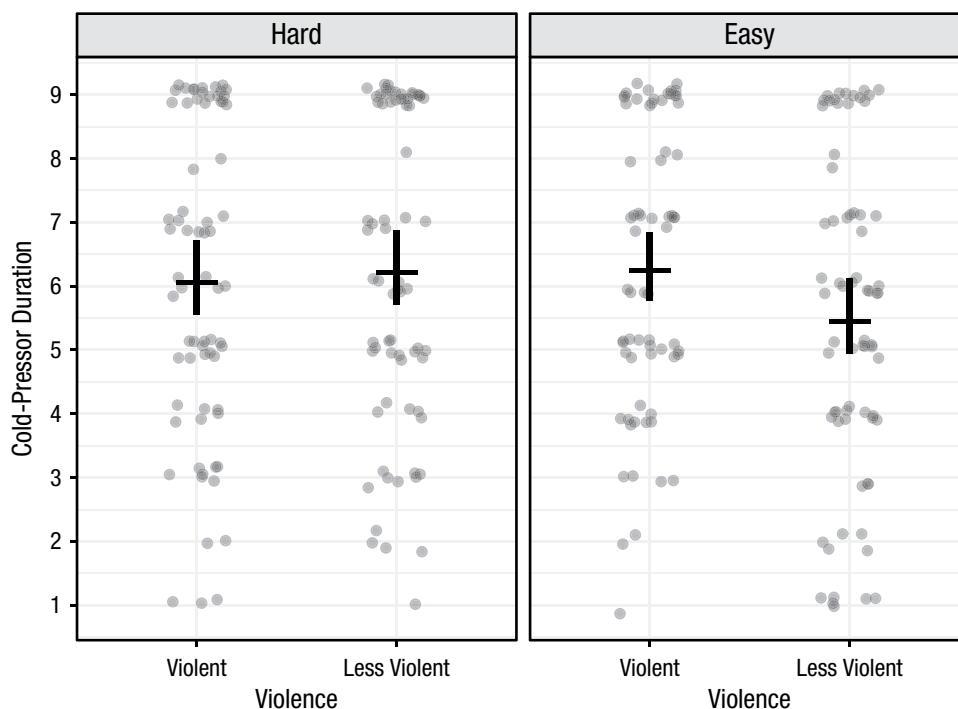 Hard
Easy
Cold-Pressor Duration
9
8
7
6
5
4
3
2
1
Violent
Less Violent
Violent
Less Violent
Violence
Violence